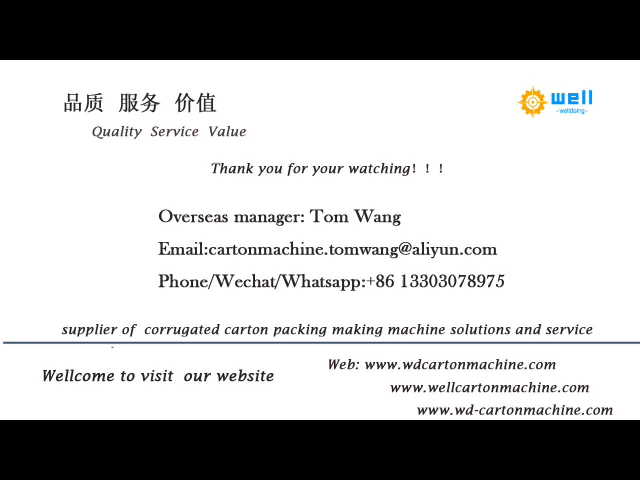 品质 服务 价值
well
Quality Service Value
-welldoing-
Thank you for your watching！！！
Overseas manager: Tom Wang
Email:cartonmachine.tomwang@aliyun.com
Phone/Wechat/Whatsapp:+86 13303078975
supplier of corrugated carton packing making machine solutions and service
Wellcome to visit our website
Web: www.wdcartonmachine.com
www.wellcartonmachine.com
www.wd-cartonmachine.com